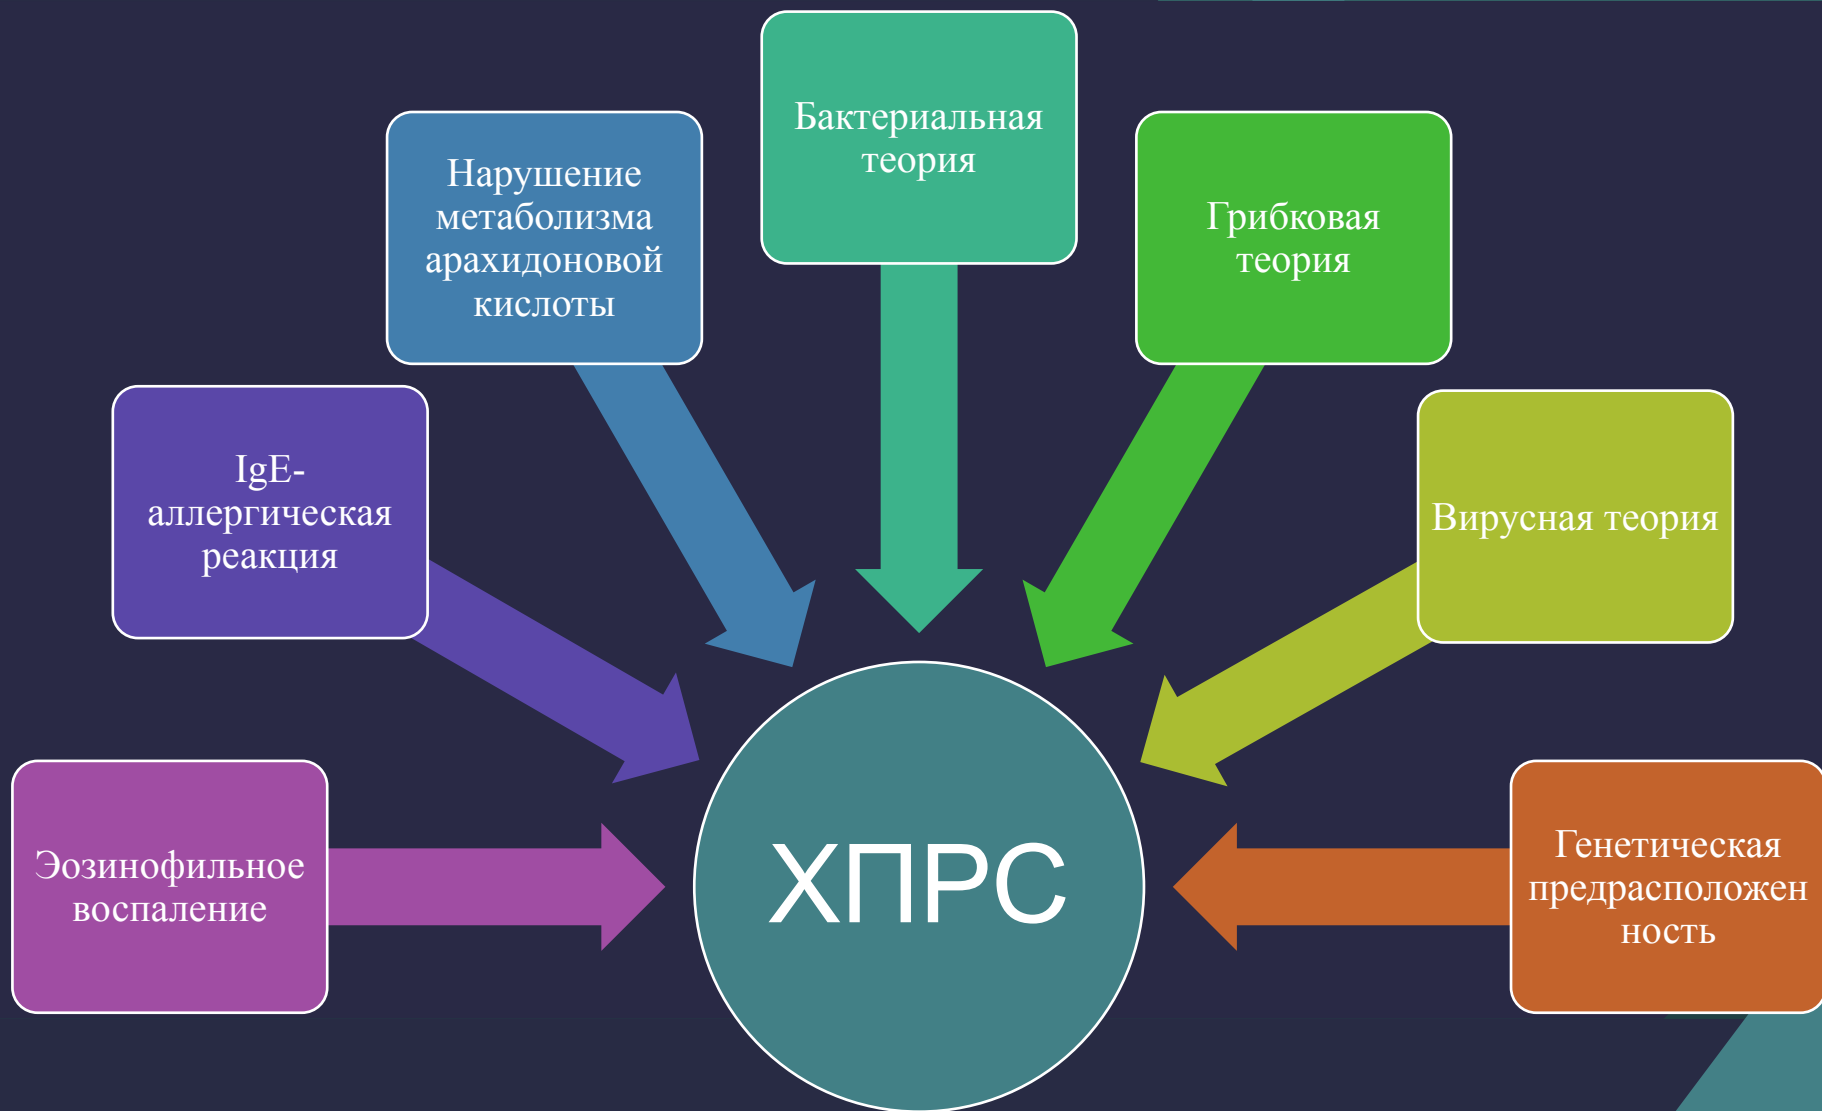 Бактериальная
теория
Нарушение
метаболизма
арахидоновой
кислоты
Грибковая
теория
IgE-
аллергическая
реакция
Вирусная теория
Эозинофильное
воспаление
ХПРС
Генетическая
предрасположен
ность